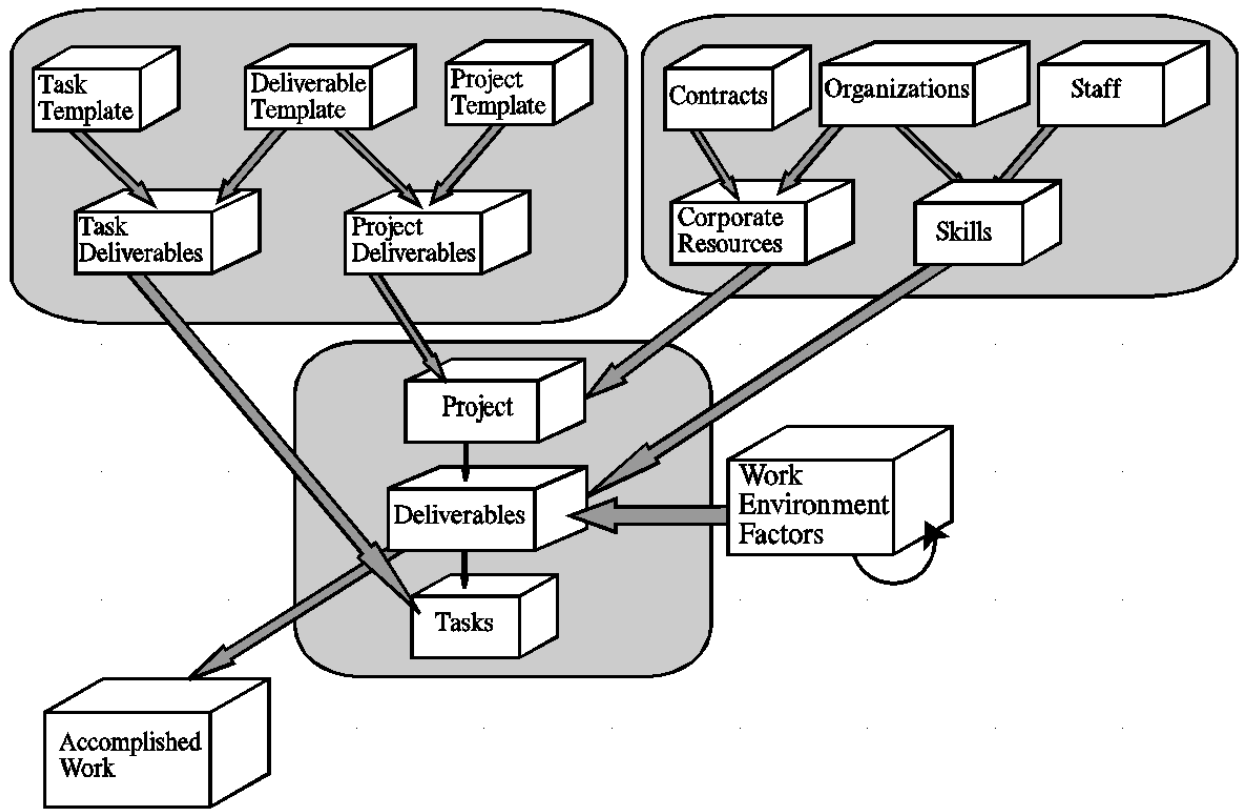 Task
Template
Deliverable
Template
Project
Template
Contracts
Organizations
Staff
Task
Deliverables
Project
Deliverables
Corporate
Resources
Skills
Project
Deliverables
Work
Environment
Factors
Tasks
Accomplished
Work